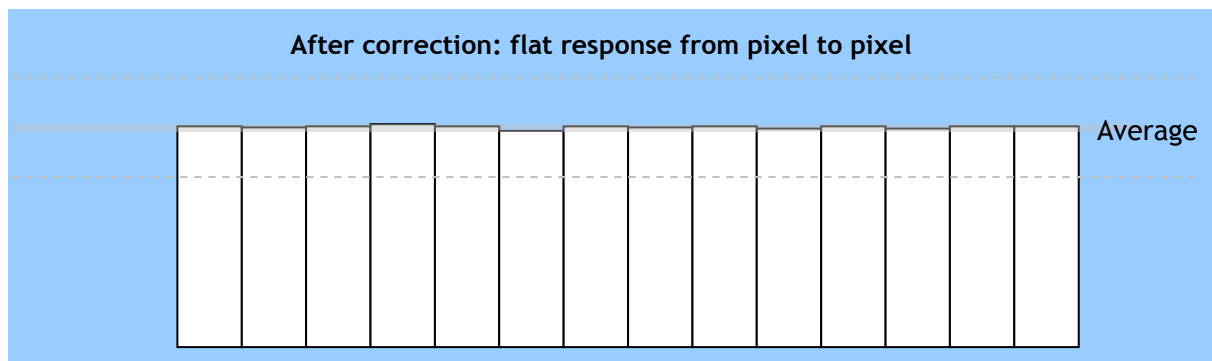 After correction: flat response from pixel to pixel
Average